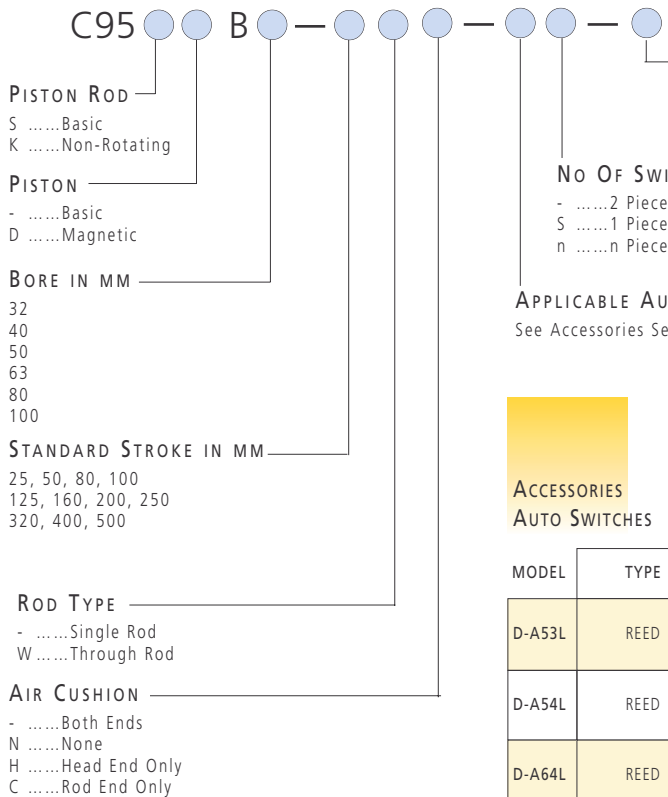 C95 B — — —
PISTON ROD
S ......Basic
K ......Non-Rotating
PISTON
- ......Basic
D ......Magnetic
BORE IN MM
32
40
50
63
80
100
STANDARD STROKE IN MM
25, 50, 80, 100
125, 160, 200, 250
320, 400, 500
ROD TYPE
- ......Single Rod
W ......Through Rod
AIR CUSHION
- ......Both Ends
N ......None
H ......Head End Only
C ......Rod End Only
NO OF SWI
- ......2 Piece
S ......1 Piece
n ......n Piece
APPLICABLE AU
See Accessories Se
ACCESSORIES
AUTO SWITCHES
MODEL TYPE
D-A53L REED
D-A54L REED
D-A64L REED